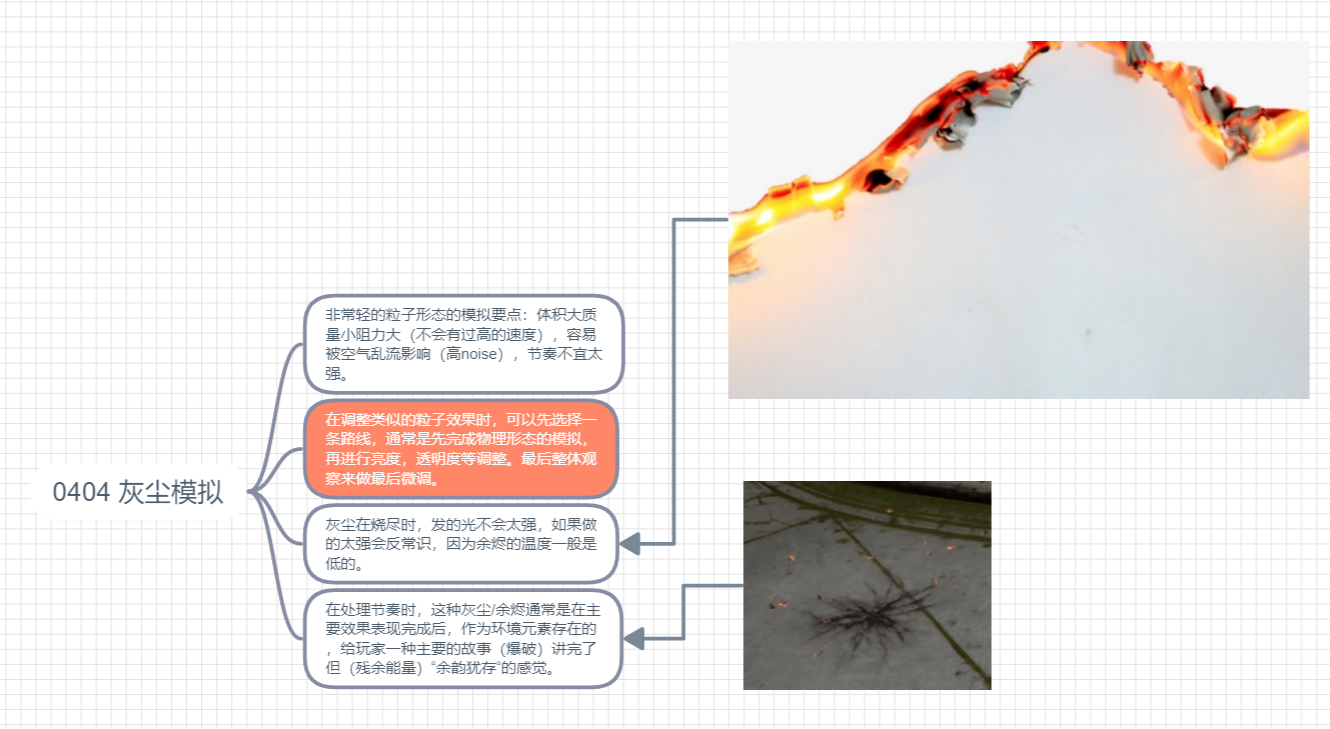 0404 灰尘模拟
非常轻的粒子形态的模拟要点：体积大质
量小阻力大（不会有过高的速度），容易
被空气乱流影响（高noise），节奏不宜太
强。
在调整类似的粒子效果时，可以先选择一
条路线，通常是先完成物理形态的模拟，
再进行亮度，透明度等调整。最后整体观
察来做最后微调。
灰尘在烧尽时，发的光不会太强，如果做
的太强会反常识，因为余烬的温度一般是
低的。
在处理节奏时，这种灰尘/余烬通常是在主
要效果表现完成后，作为环境元素存在的
，给玩家一种主要的故事（爆破）讲完了
但（残余能量）“余韵犹存“的感觉。